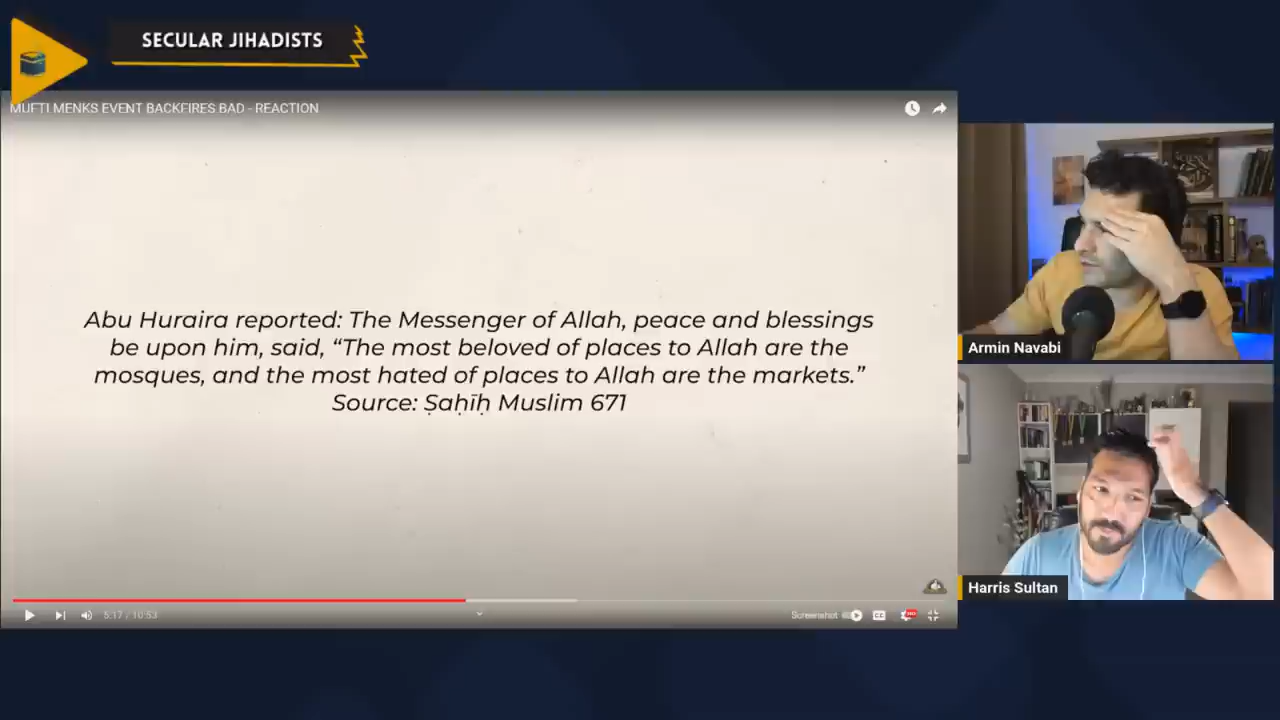 SECULAR JIHADISTS
MUFTI MENKS EVENT BACKFIRES BAD - REACTION
Abu Huraira reported: The Messenger of Allah, peace and blessings
be upon him, said, “The most beloved of places to Allah are the
mosques, and the most hated of places to Allah are the markets.”
Source: Ṣaḥīḥ Muslim 671
Armin Navabi
Harris Sultan
5:17 / 10:53
Screenshot
CC